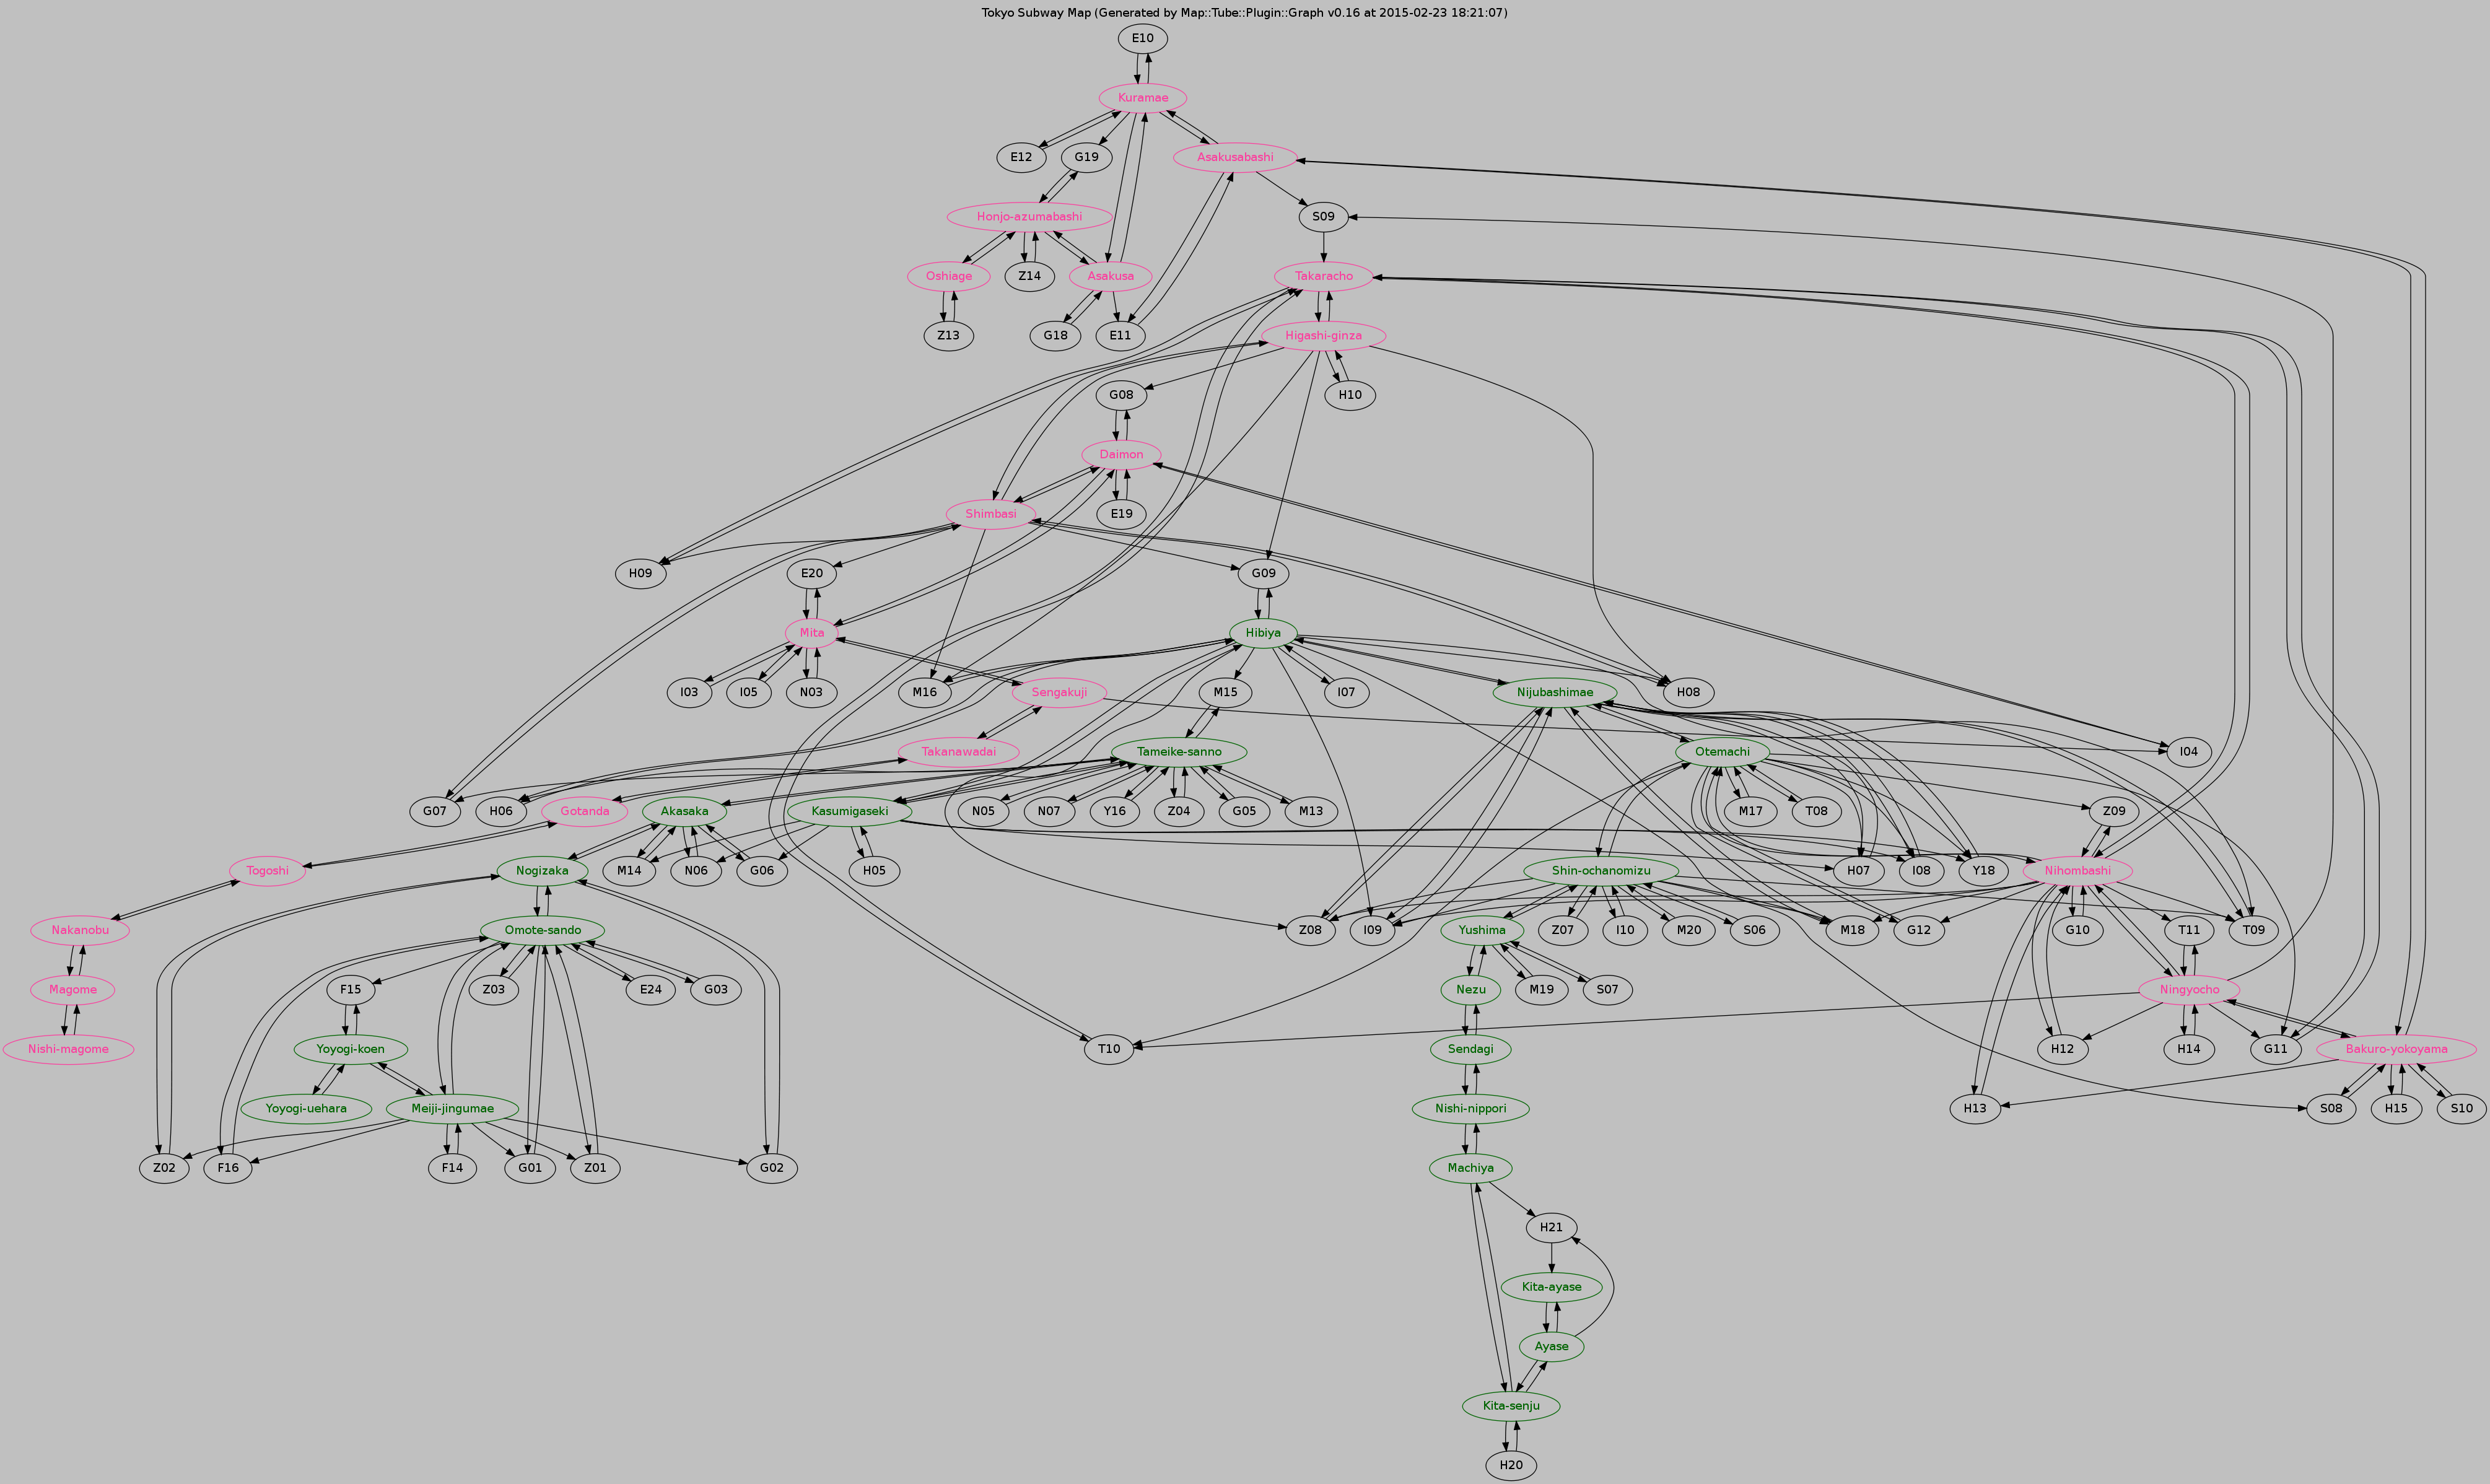 Tokyo Subway Map (Generated by Map::Tube::Plugin::Graph v0.16 at 2015-02-23 18:21:07)
E10
Kuramae
E12
G19
Asakusabashi
Honjo-azumabashi
S09
Oshiage
Z14
Asakusa
Takaracho
Z13
G18
E11
Higashi-ginza
G08
H10
Daimon
Shimbasi
E19
H09
E20
G09
Mita
Hibiya
I03
I05
N03
M16
Sengakuji
M15
I07
Nijubashimae
H08
Takanawadai
Tameike-sanno
Otemachi
I04
G07
H06
Gotanda
Akasaka
Kasumigaseki
N05
N07
Y16
Z04
G05
M13
M17
T08
Z09
Togoshi
Nogizaka
M14
N06
G06
H05
Shin-ochanomizu
H07
I08
Y18
Nihombashi
Nakanobu
Omote-sando
Z08
I09
Yushima
Z07
I10
M20
S06
M18
G12
G10
T11
T09
Magome
F15
Z03
E24
G03
Nezu
M19
S07
Ningyocho
Nishi-magome
Yoyogi-koen
T10
Sendagi
H12
H14
G11
Bakuro-yokoyama
Yoyogi-uehara
Meiji-jingumae
Nishi-nippori
H13
S08
H15
S10
Z02
F16
F14
G01
Z01
G02
Machiya
H21
Kita-ayase
Ayase
Kita-senju
H20